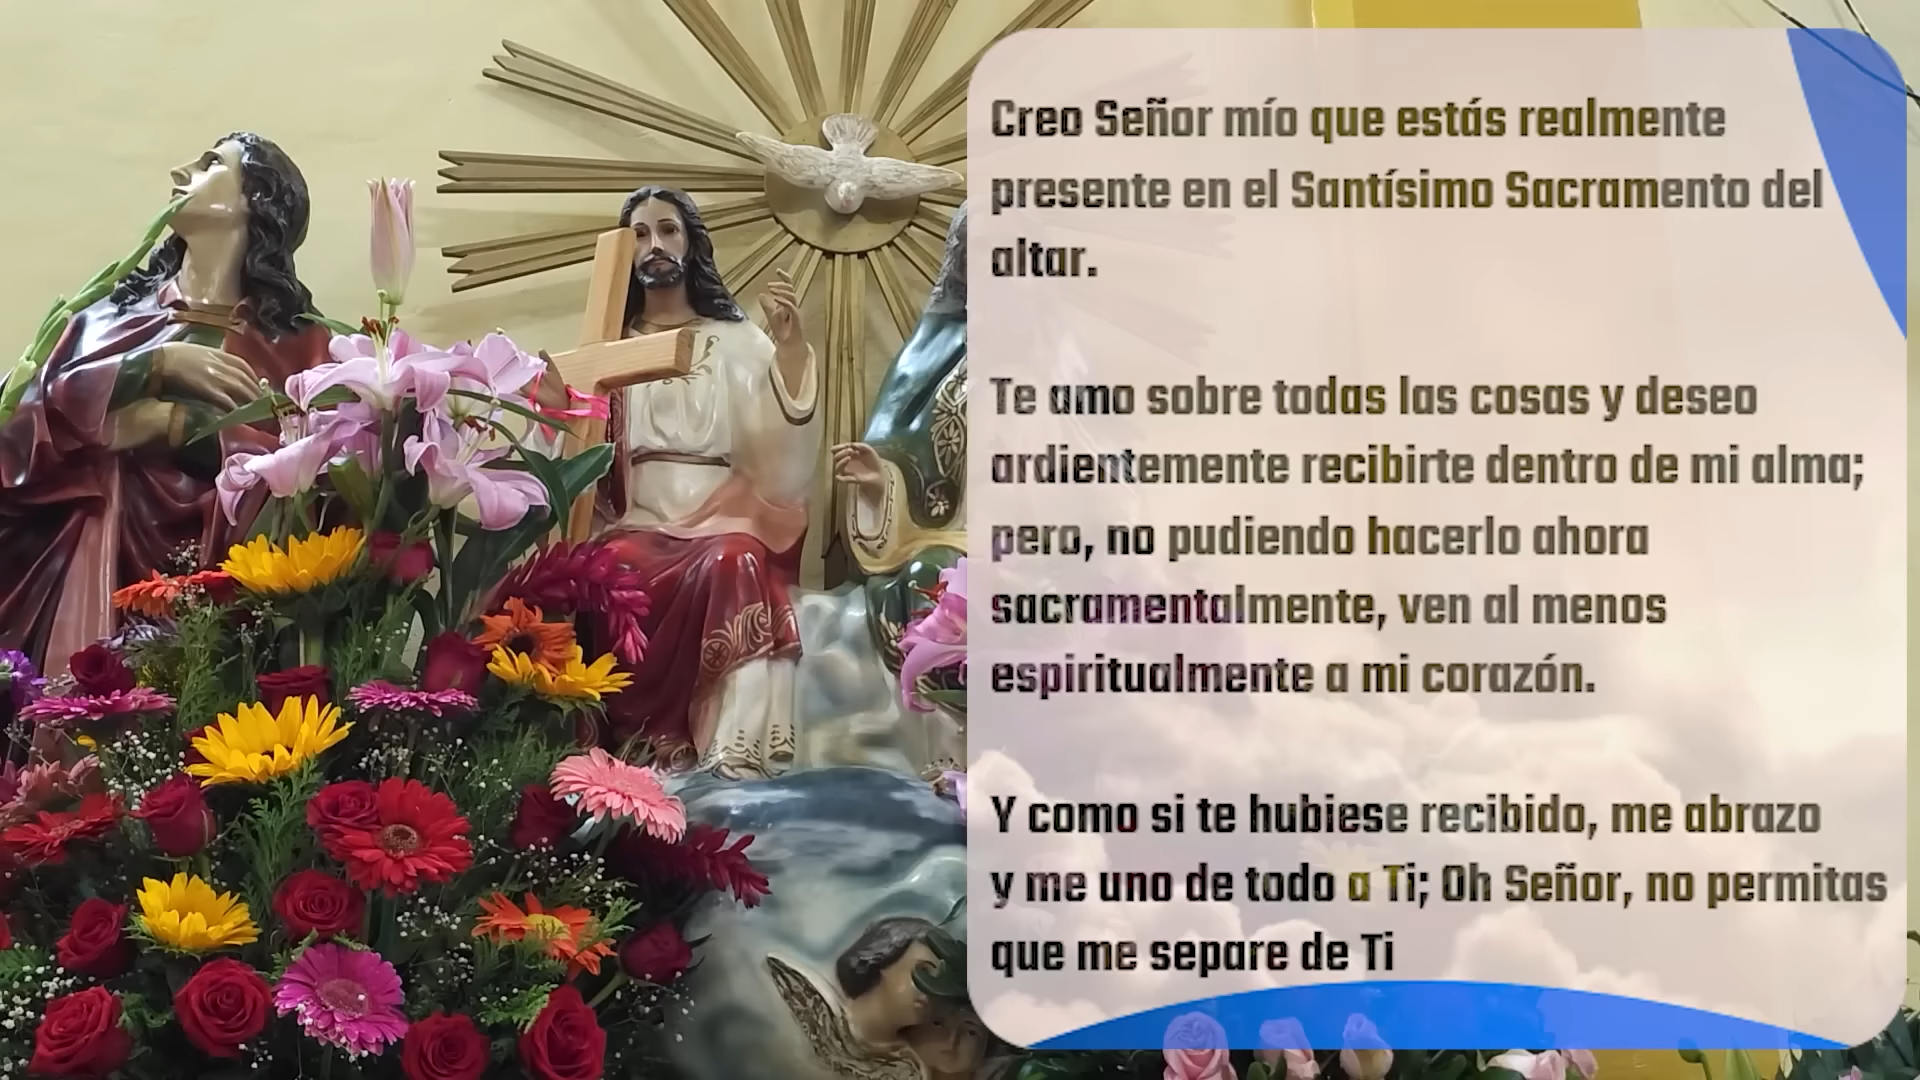 Creo Señor mío que estás realmente
presente en el Santísimo Sacramento del
altar.
Te amo sobre todas las cosas y deseo
ardientemente recibirte dentro de mi alma;
pero, no pudiendo hacerlo ahora
sacramentalmente, ven al menos
espiritualmente a mi corazón.
Y como si te hubiese recibido, me abrazo
y me uno de todo a Ti; Oh Señor, no permitas
que me separe de Ti